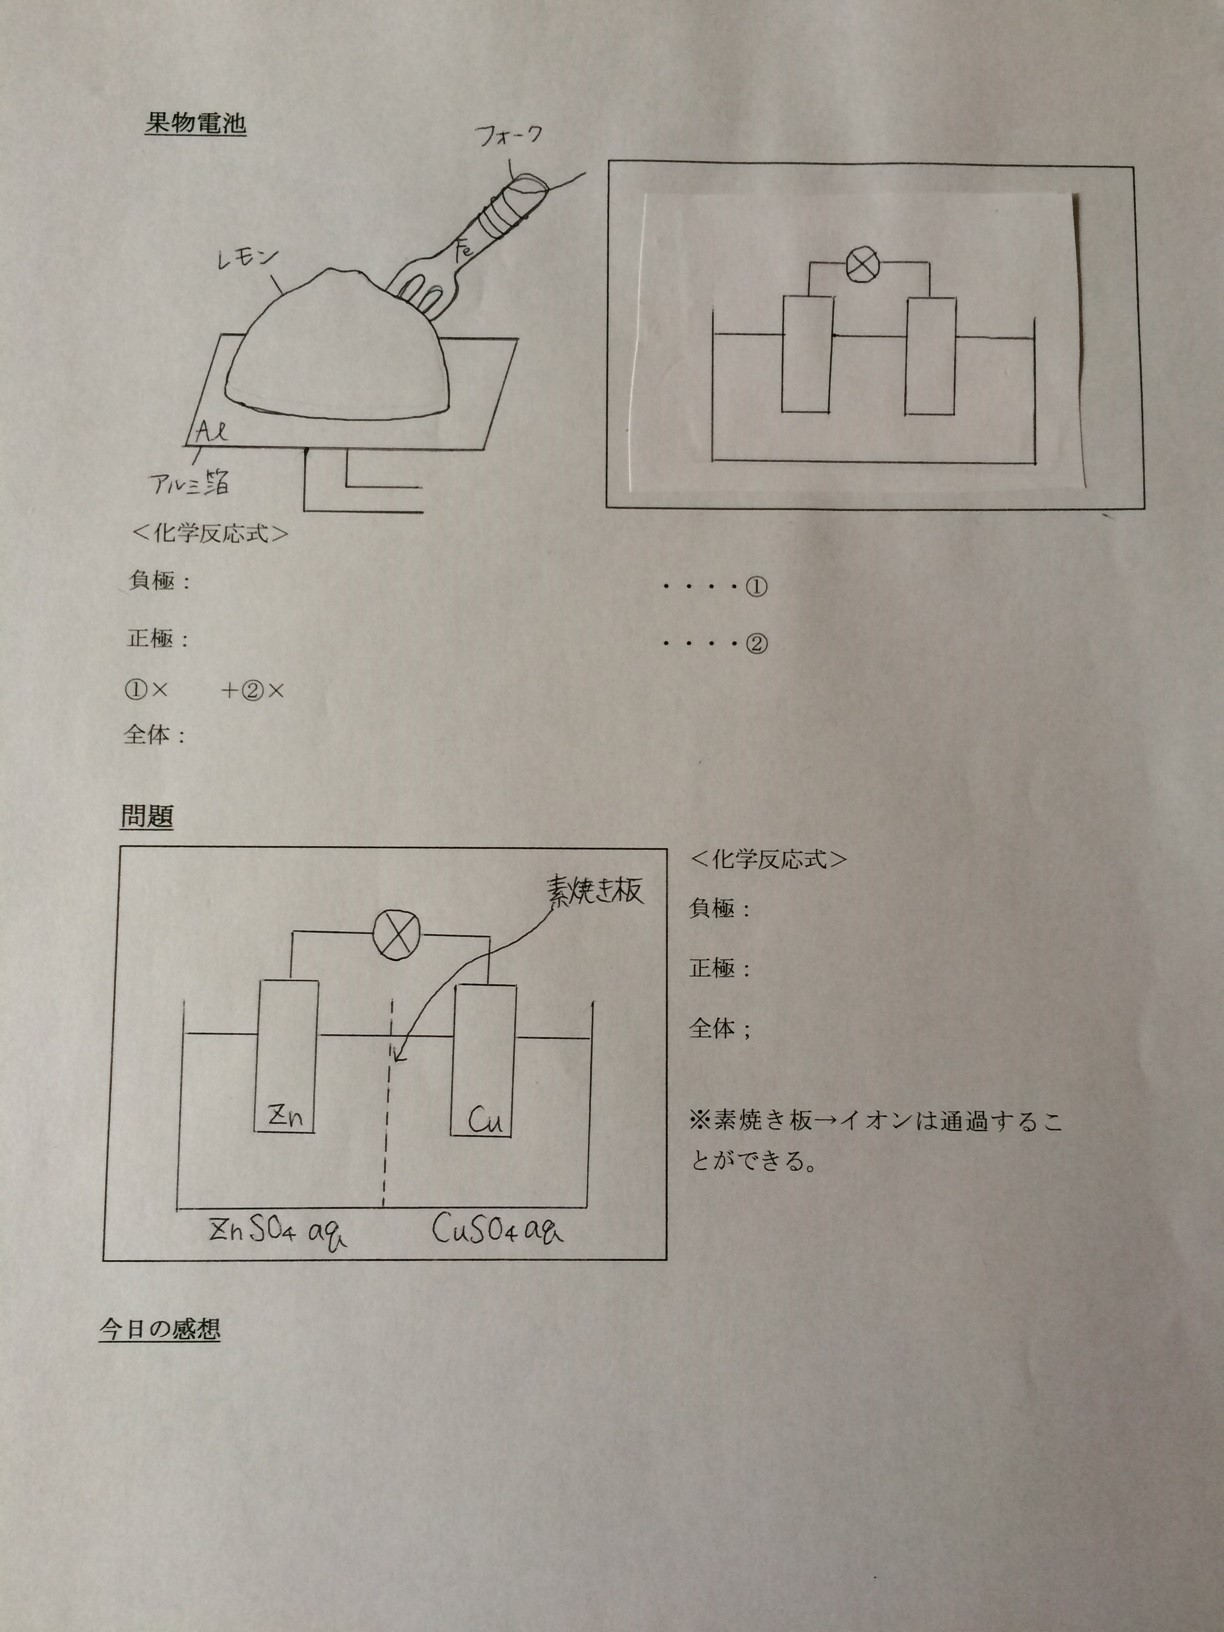 果物電池
フォーク
レモン
Fe
Al
アルミ箔
＜化学反応式＞
負極：　・・・・①
正極：　・・・・②
①×　　＋②×
全体：
問題
素焼き板
Zn
Cu
ZnSO4 aq
CuSO4 aq
＜化学反応式＞
負極：
正極：
全体；
※素焼き板→イオンは通過するこ
とができる。
今日の感想